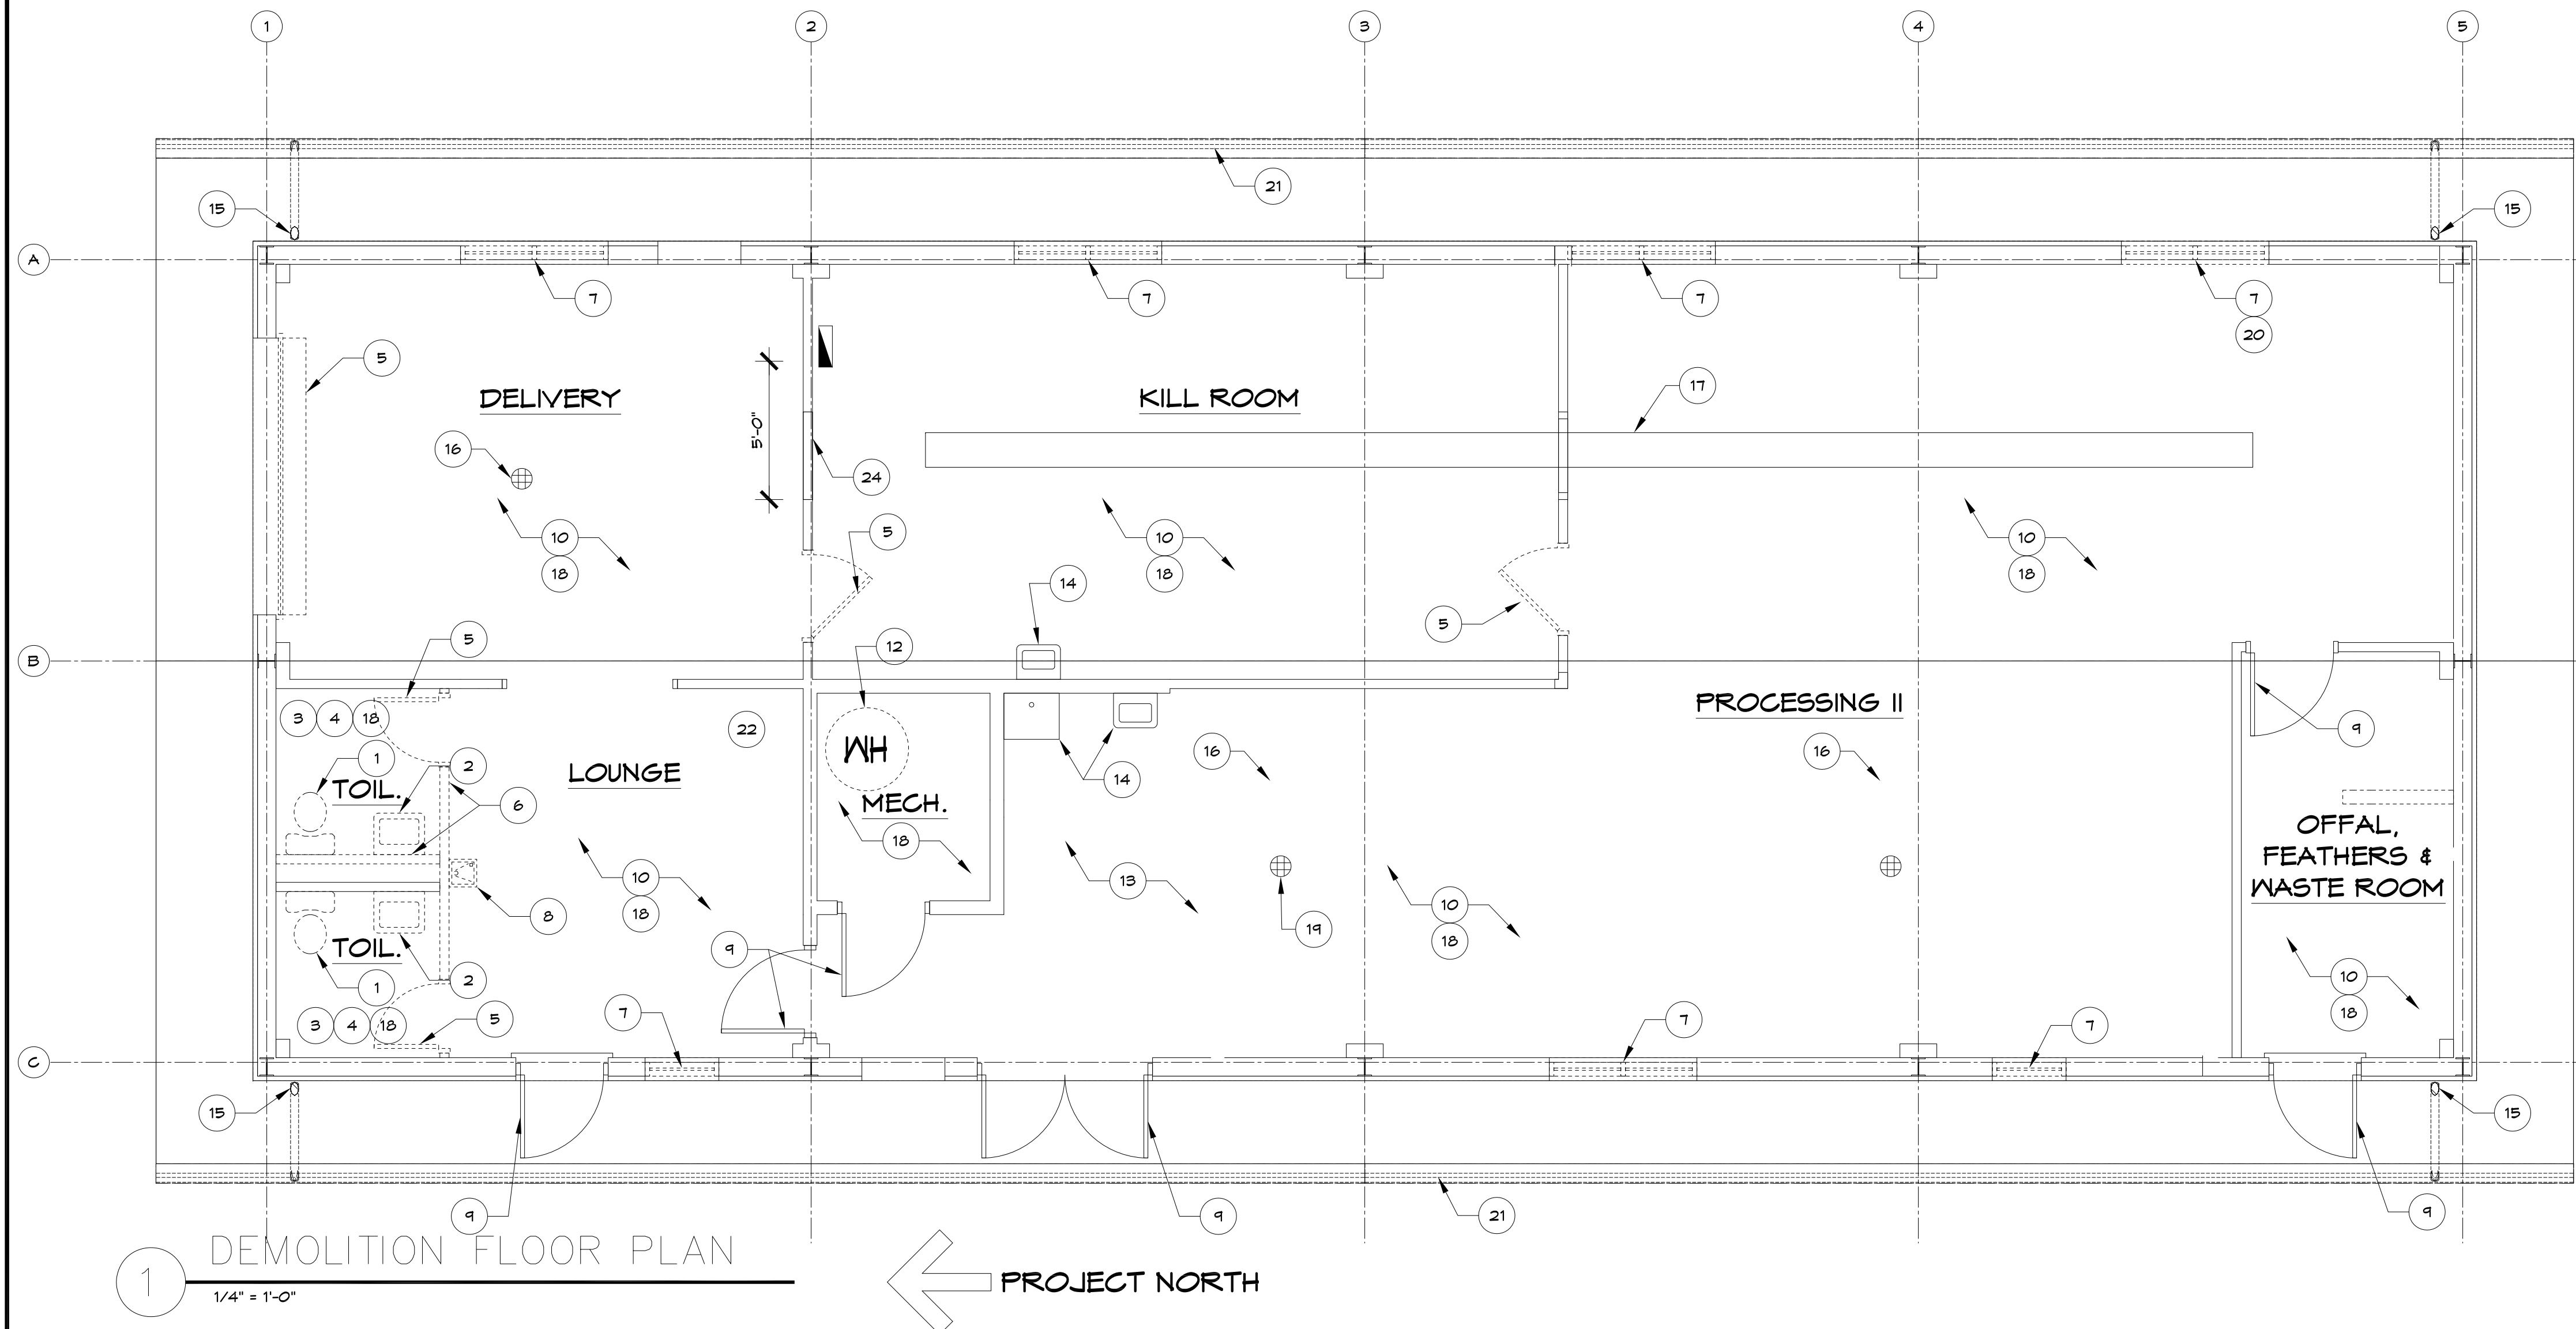 1 2 3 4 5
21
15 15
A
7 7 7 7
20
5
DELIVERY
KILL ROOM
17
5'-0"
16
24
10
18
5
10
18
10
18
14
5
12
5
B
3 4 18
22
PROCESSING II
9
1
TOIL.
2
LOUNGE
WH
16
16
14
6
MECH.
18
OFFAL,
FEATHERS &
WASTE ROOM
10
18
8
13
10
18
19
TOIL.
2
1
9
10
18
3 4 18
5
7
7
7
C
15
15
9
9
21
9
1
DEMOLITION FLOOR PLAN
1/4" = 1'-0"
PROJECT NORTH